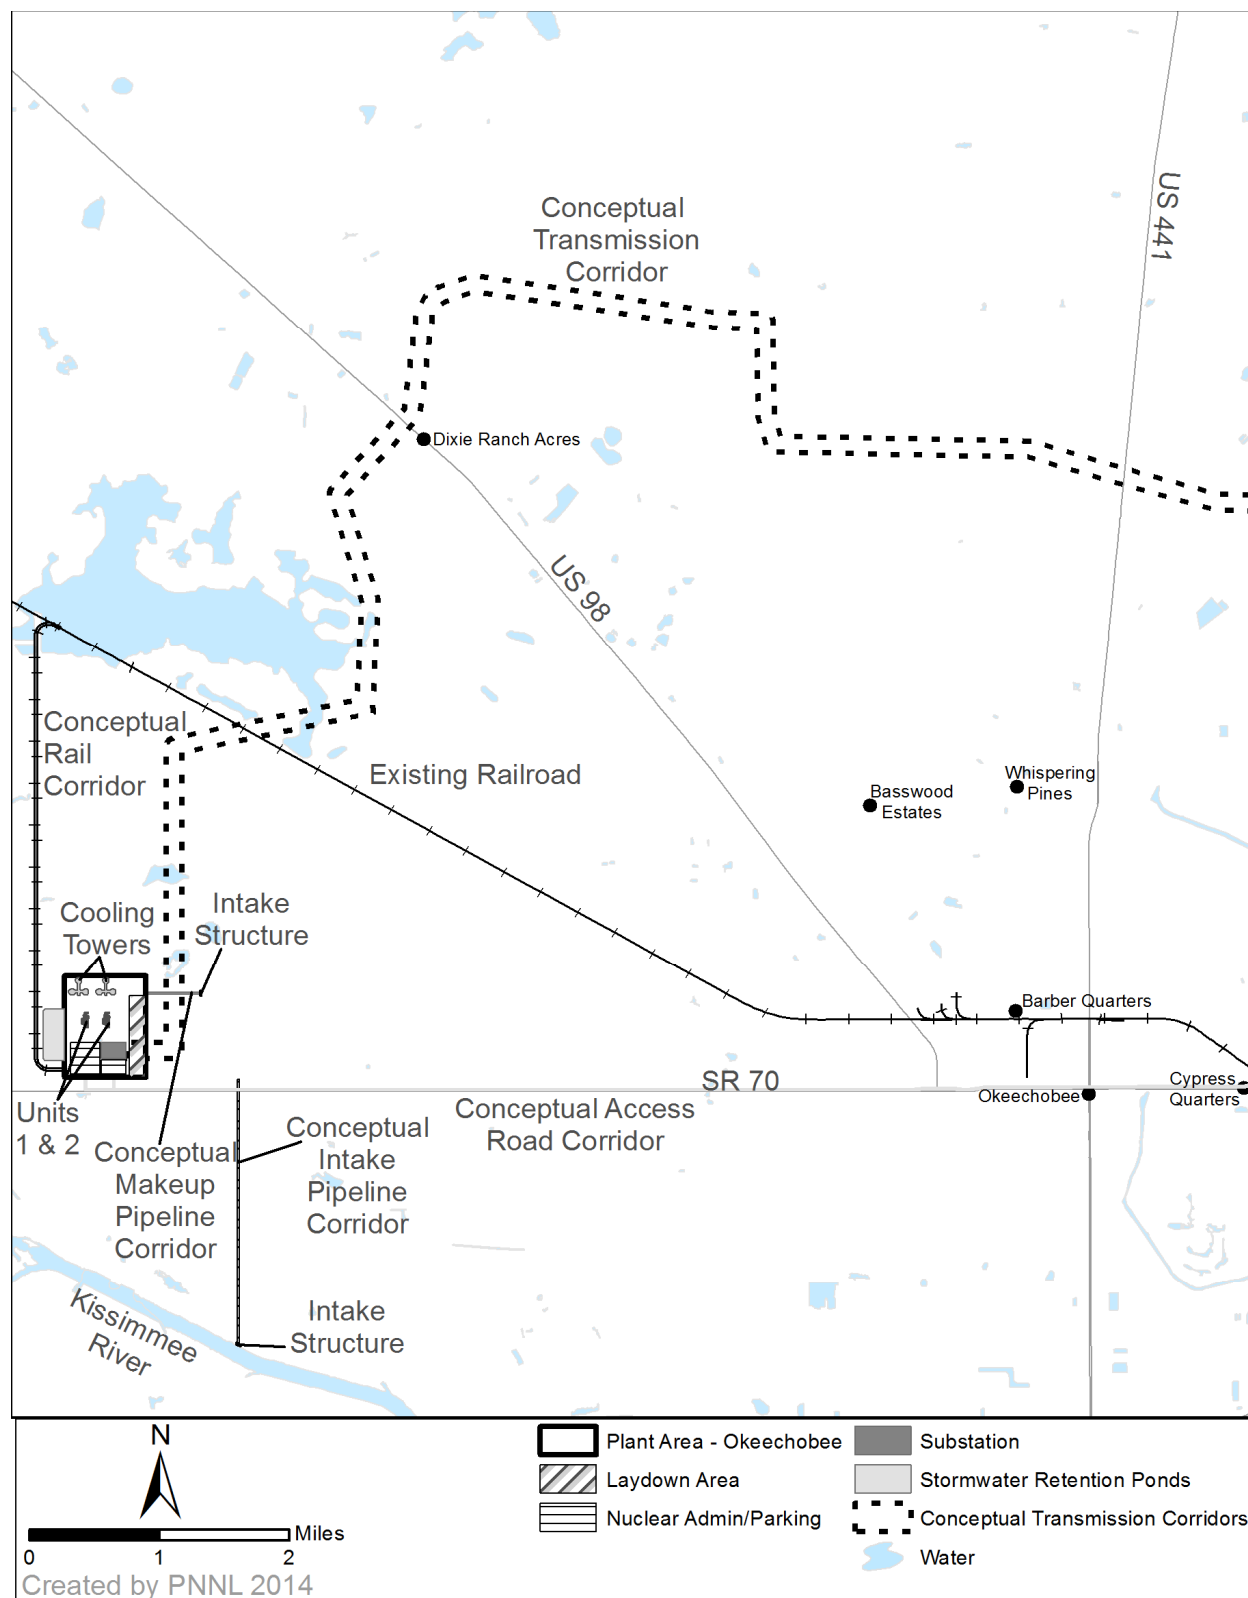 US 441
Conceptual
Transmission
Corridor
Dixie Ranch Acres
US 98
Conceptual
Rail
Corridor
Existing Railroad
Whispering
Pines
Basswood
Estates
Intake
Structure
Cooling
Towers
Barber Quarters
SR 70
Cypress
Quarters
Okeechobee
Units
1 & 2
Conceptual Access
Road Corridor
Conceptual
Intake
Pipeline
Corridor
Conceptual
Makeup
Pipeline
Corridor
Kissimmee
River
Intake
Structure
N
Miles
0 1 2
Created by PNNL 2014
Plant Area - Okeechobee
Laydown Area
Nuclear Admin/Parking
Substation
Stormwater Retention Ponds
Conceptual Transmission Corridors
Water